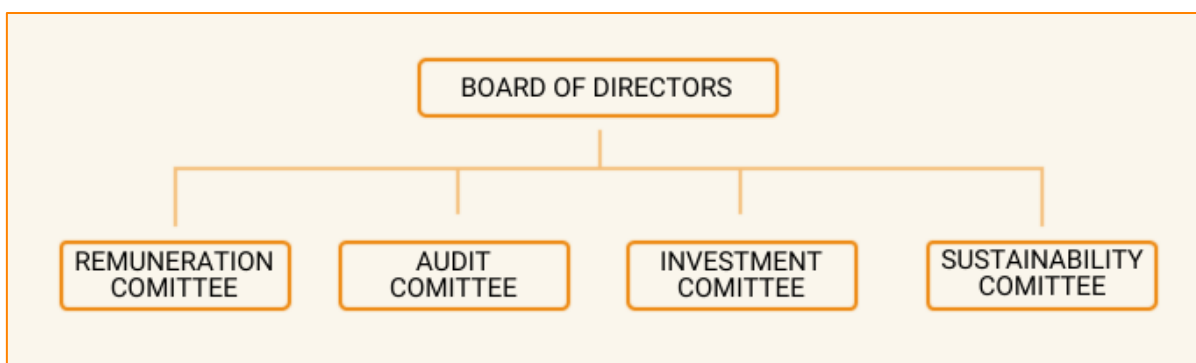 BOARD OF DIRECTORS
REMUNERATION
COMITTEE
AUDIT
COMITTEE
INVESTMENT
COMITTEE
SUSTAINABILITY
COMITTEE